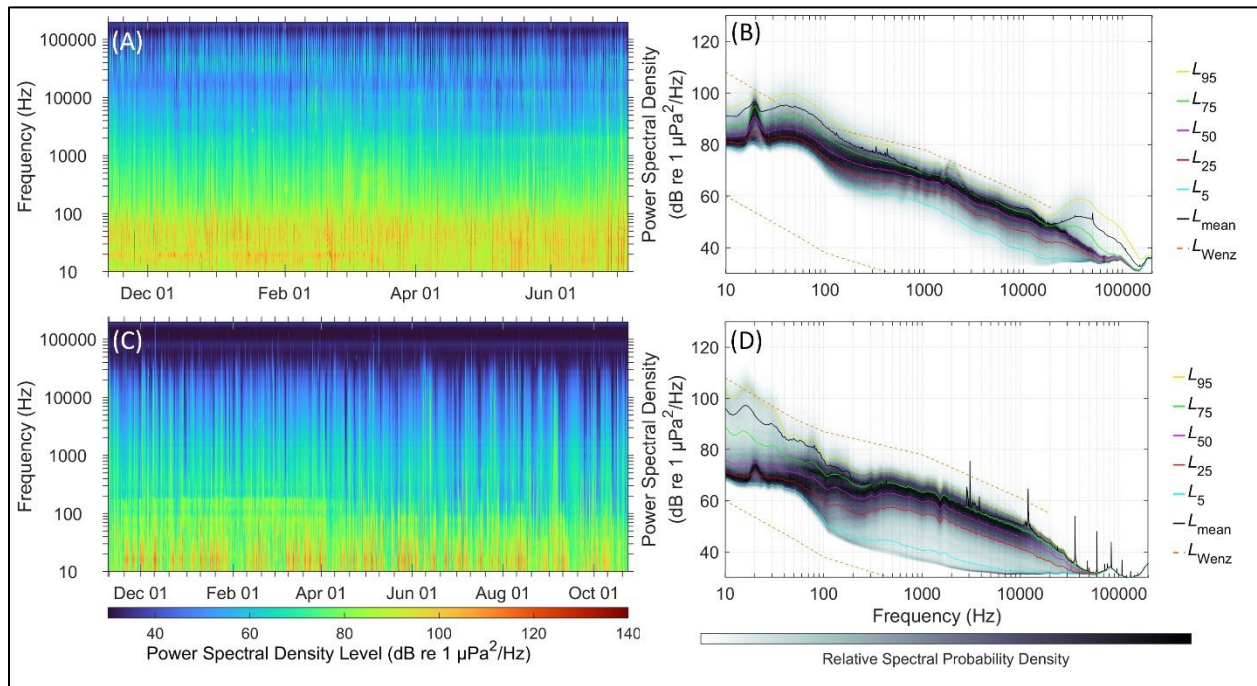 (A)
100000
10000
1000
100
10
Frequency (Hz)
Dec 01 Feb 01 Apr 01 Jun 01
(B)
Power Spectral Density
(dB re 1 µPa²/Hz)
120
100
80
60
40
10 100 1000 10000 100000
L95
L75
L50
L25
L5
Lmean
LWenz
(C)
100000
10000
1000
100
10
Frequency (Hz)
Dec 01 Feb 01 Apr 01 Jun 01 Aug 01 Oct 01
40 60 80 100 120 140
Power Spectral Density Level (dB re 1 µPa²/Hz)
(D)
Power Spectral Density
(dB re 1 µPa²/Hz)
120
100
80
60
40
10 100 1000 10000 100000
Frequency (Hz)
L95
L75
L50
L25
L5
Lmean
LWenz
Relative Spectral Probability Density